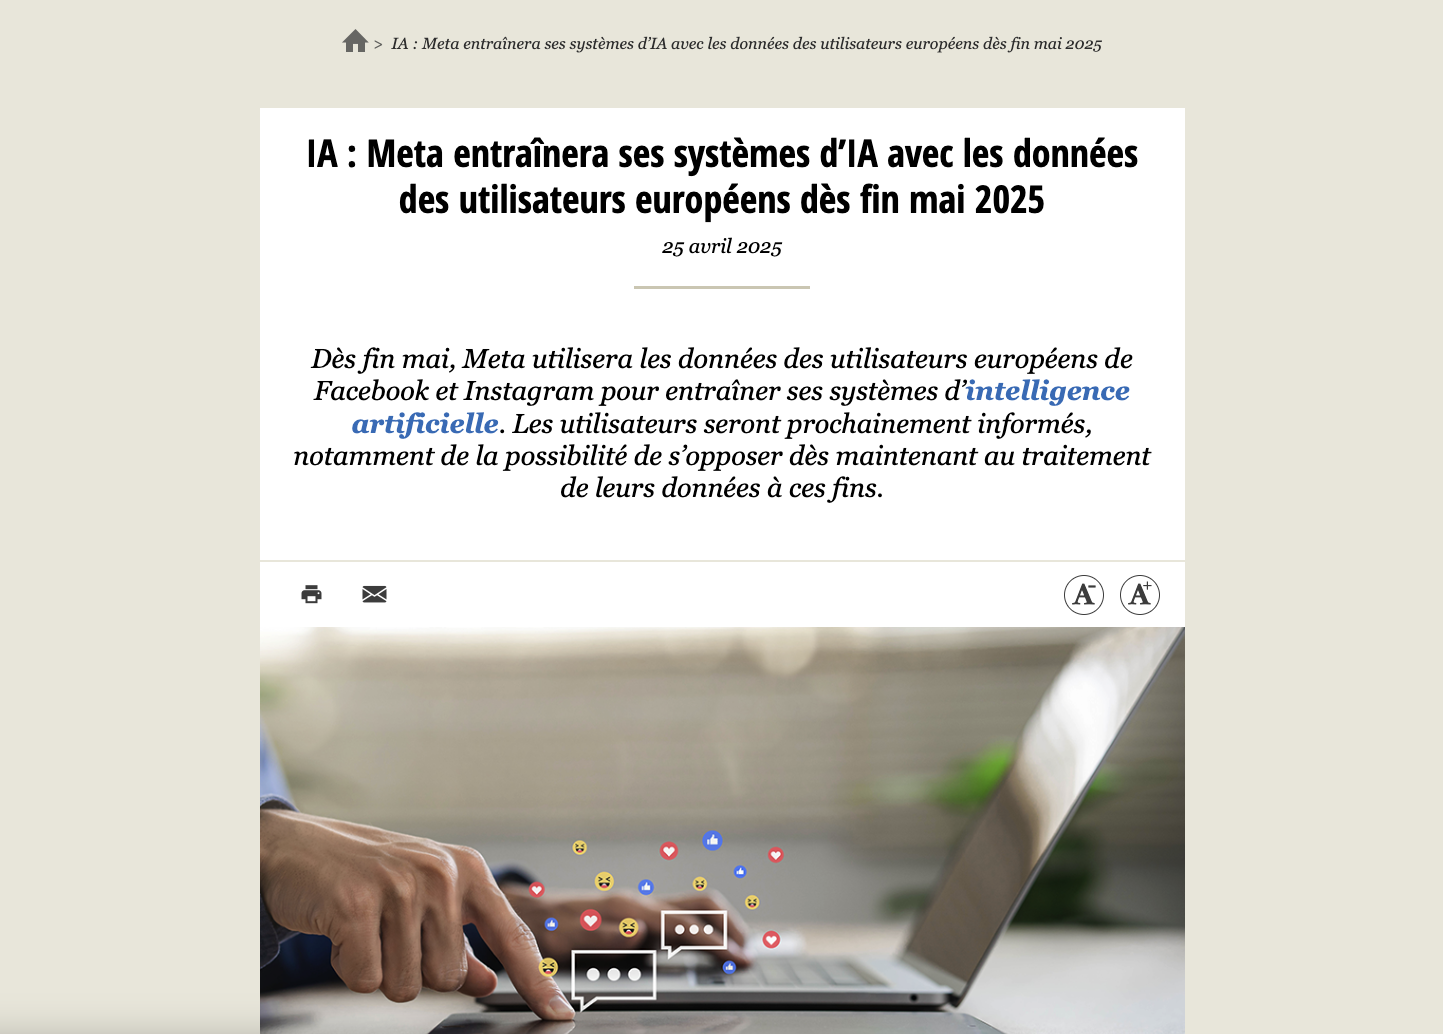 > IA : Meta entraînera ses systèmes d’IA avec les données des utilisateurs européens dès fin mai 2025
IA : Meta entraînera ses systèmes d’IA avec les données
des utilisateurs européens dès fin mai 2025
25 avril 2025
Dès fin mai, Meta utilisera les données des utilisateurs européens de
Facebook et Instagram pour entraîner ses systèmes d’intelligence
artificielle. Les utilisateurs seront prochainement informés,
notamment de la possibilité de s’opposer dès maintenant au traitement
de leurs données à ces fins.
A- A+